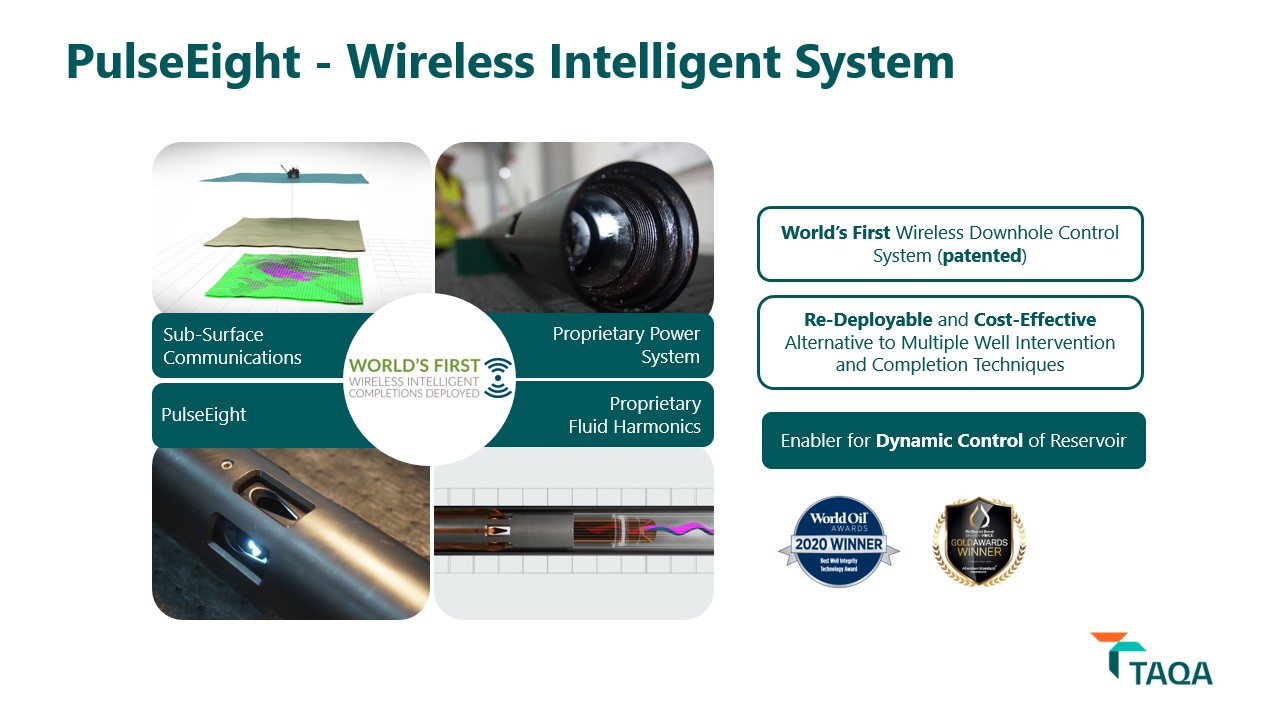 PulseEight - Wireless Intelligent System
Sub-Surface
Communications
Proprietary Power
System
WORLD'S FIRST
WIRELESS INTELLIGENT
COMPLETIONS DEPLOYED
PulseEight
Proprietary
Fluid Harmonics
World's First Wireless Downhole Control
System (patented)
Re-Deployable and Cost-Effective
Alternative to Multiple Well Intervention
and Completion Techniques
Enabler for Dynamic Control of Reservoir
World Oil
AWARDS
2020 WINNER
Best Well Integrity
Technology Award
GOLD AWARDS
WINNER
TAQA